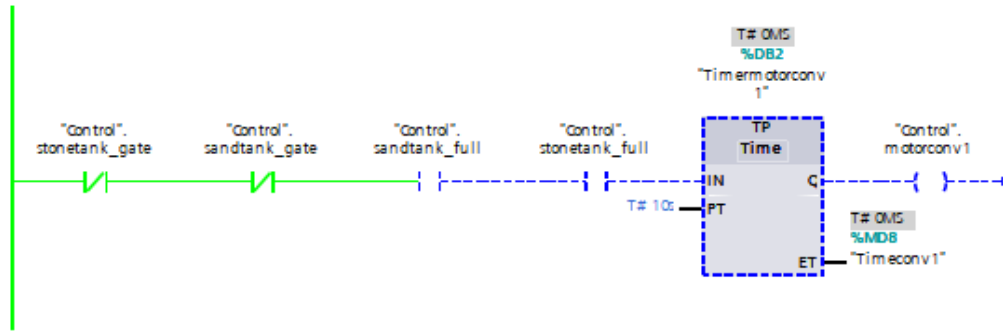 T# 0MS
%DB2
"Timermotorconv
1"
"Control".
stonetank_gate
"Control".
sandtank_gate
"Control".
sandtank_full
"Control".
stonetank_full
TP
Time
"Control".
motorconv1
IN
Q
T# 10s
PT
T# 0MS
%MD8
ET
"Timeconv1"